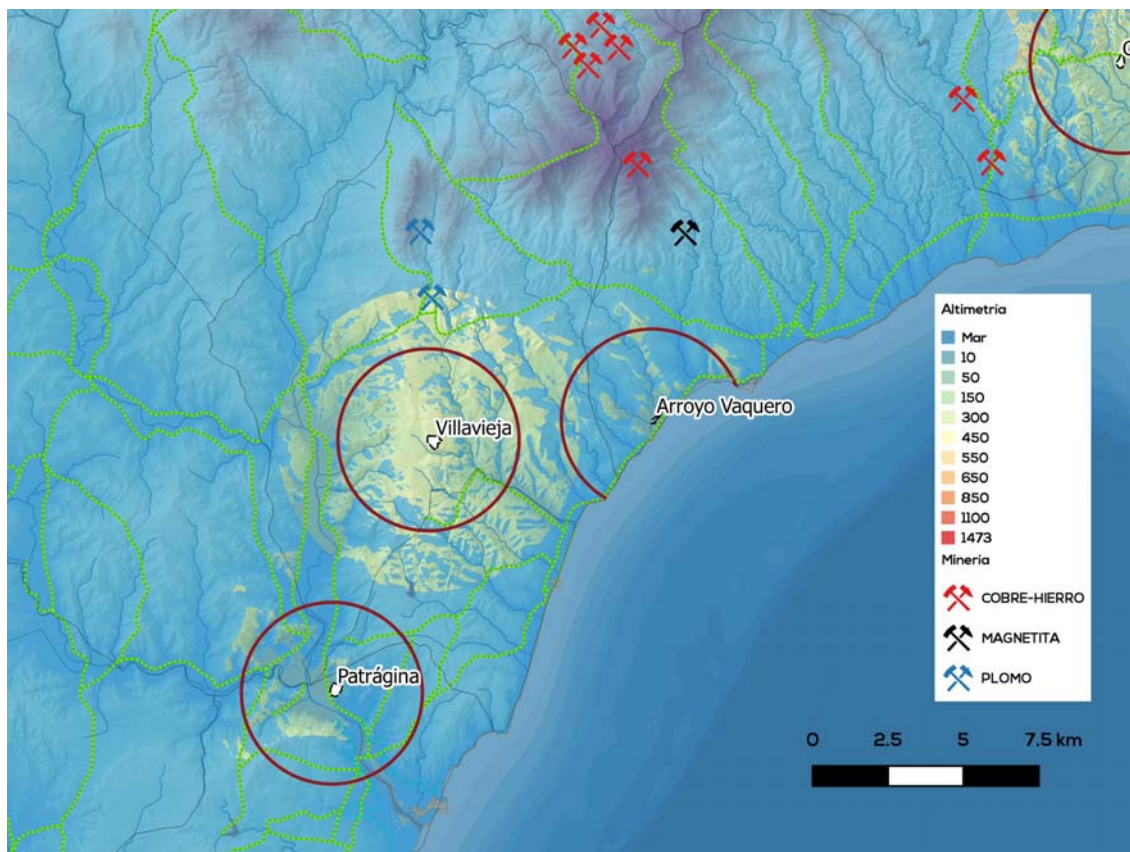 G
Villavieja
Arroyo Vaquero
Patrágina
Altimetría
Mar
10
50
150
300
450
550
650
850
1100
1473
Minería
COBRE-HIERRO
MAGNETITA
PLOMO
0 2.5 5 7.5 km